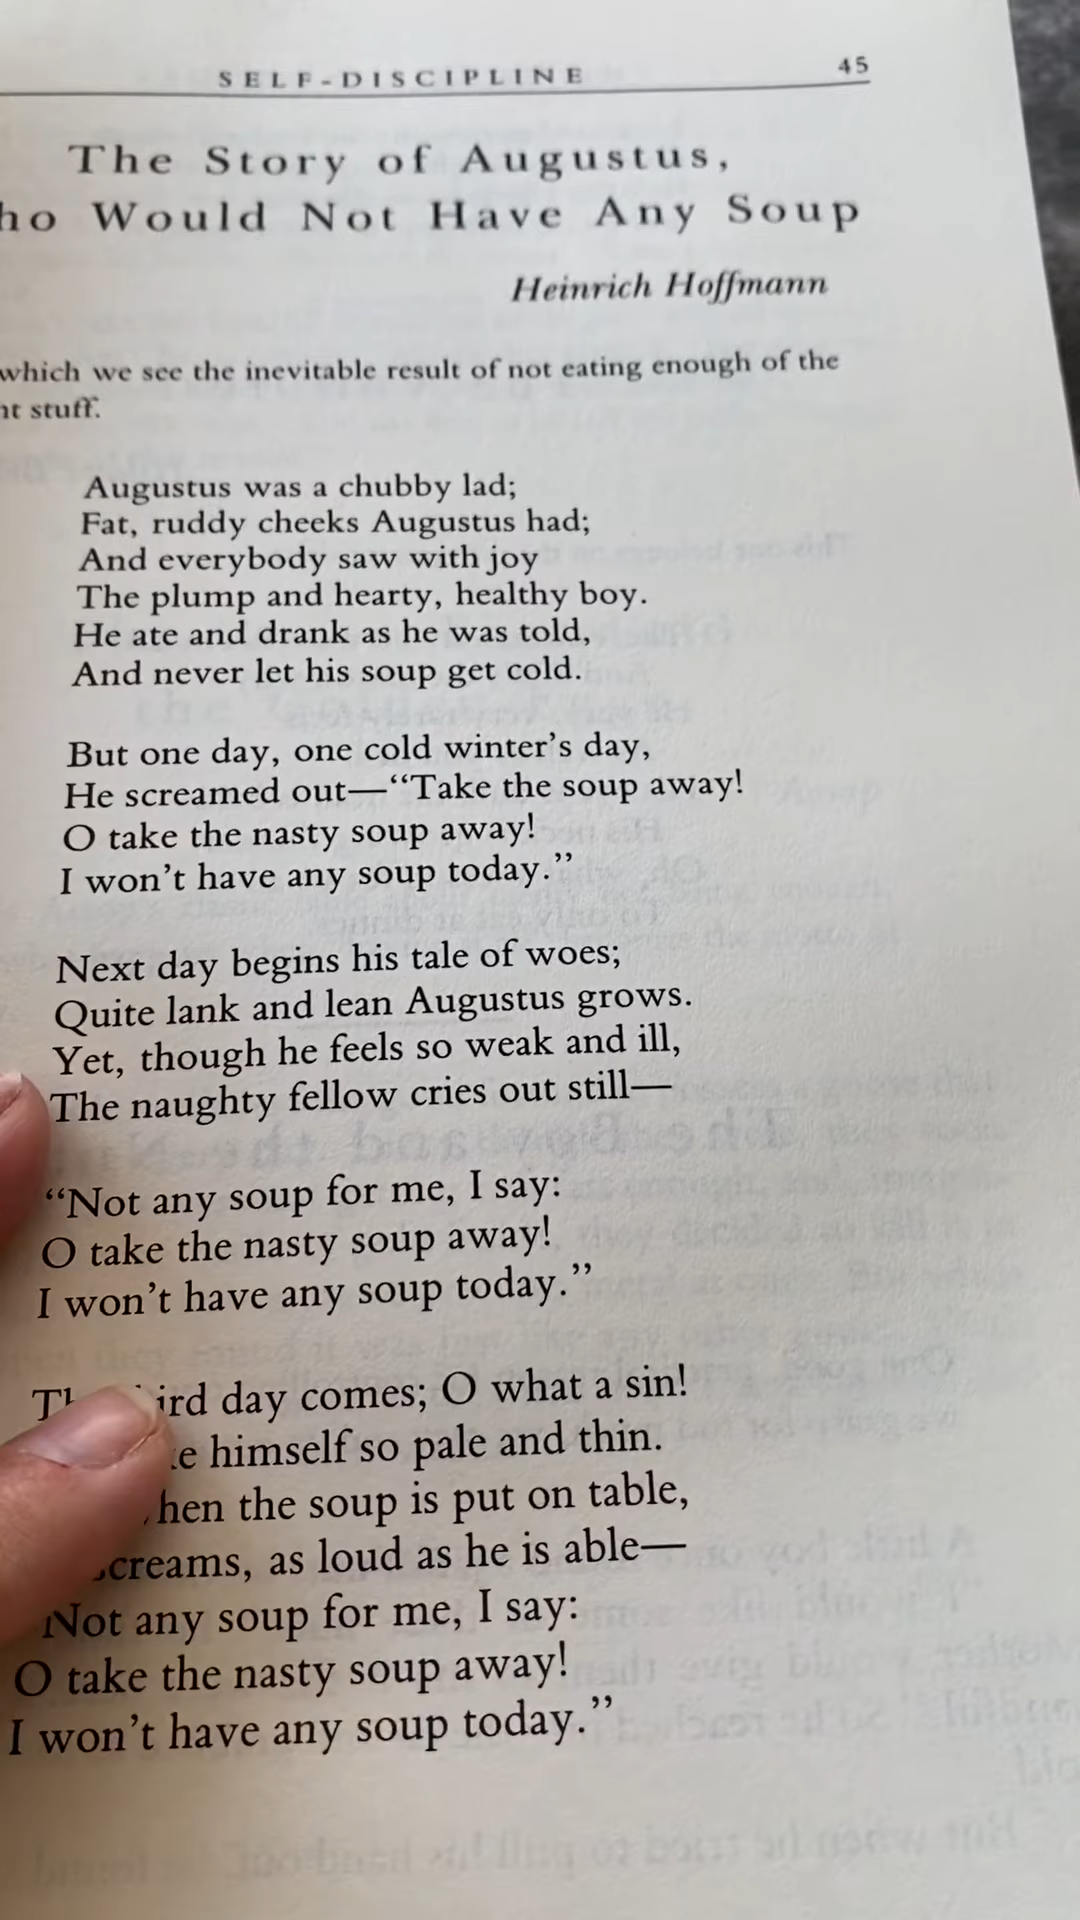 SELF-DISCIPLINE 45
The Story of Augustus,
Would Not Have Any Soup
Heinrich Hoffmann
which we see the inevitable result of not eating enough of the
stuff.
Augustus was a chubby lad;
Fat, ruddy cheeks Augustus had;
And everybody saw with joy
The plump and hearty, healthy boy.
He ate and drank as he was told,
And never let his soup get cold.
But one day, one cold winter’s day,
He screamed out—“Take the soup away!
O take the nasty soup away!
I won’t have any soup today.”
Next day begins his tale of woes;
Quite lank and lean Augustus grows.
Yet, though he feels so weak and ill,
The naughty fellow cries out still—
“Not any soup for me, I say:
O take the nasty soup away!
I won’t have any soup today.”
day comes; O what a sin!
himself so pale and thin.
the soup is put on table,
as loud as he is able—
Not any soup for me, I say:
O take the nasty soup away!
I won’t have any soup today.”